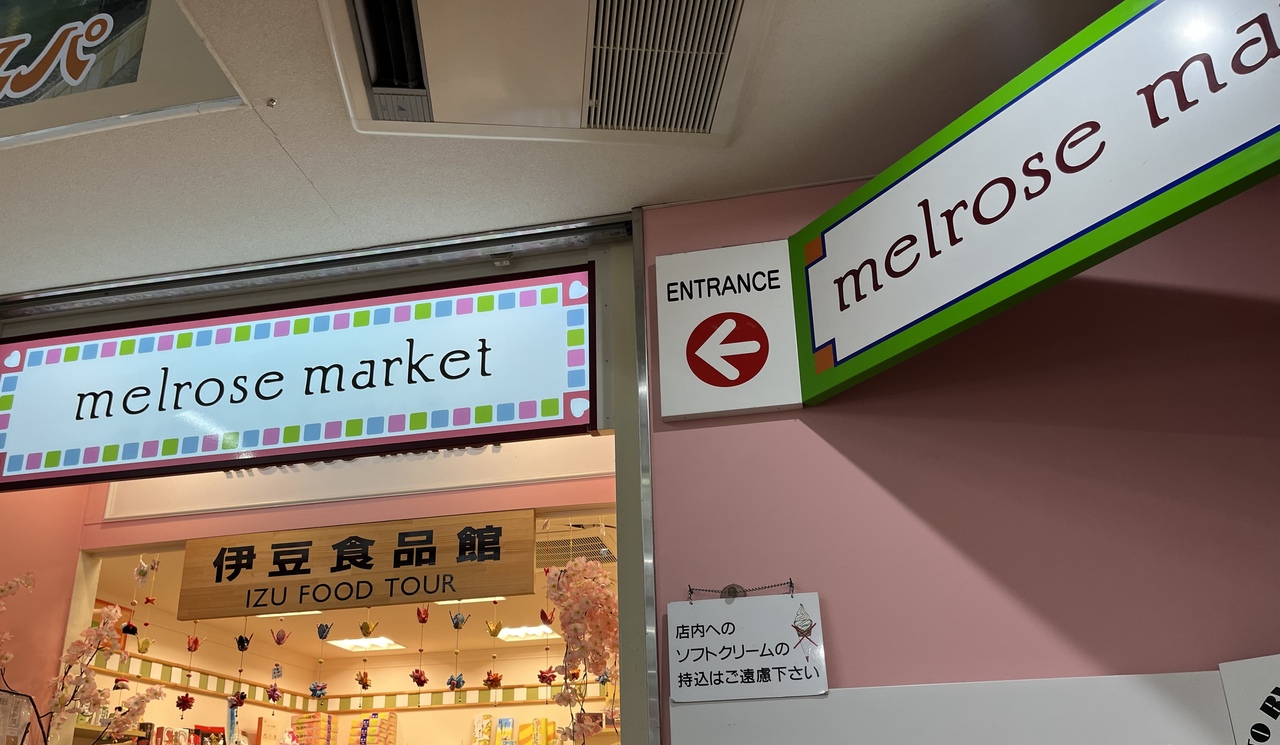 melrose market
melrose ma
ENTRANCE
伊豆食品館
IZU FOOD TOUR
店内への
ソフトクリームの
持込はご遠慮下さい